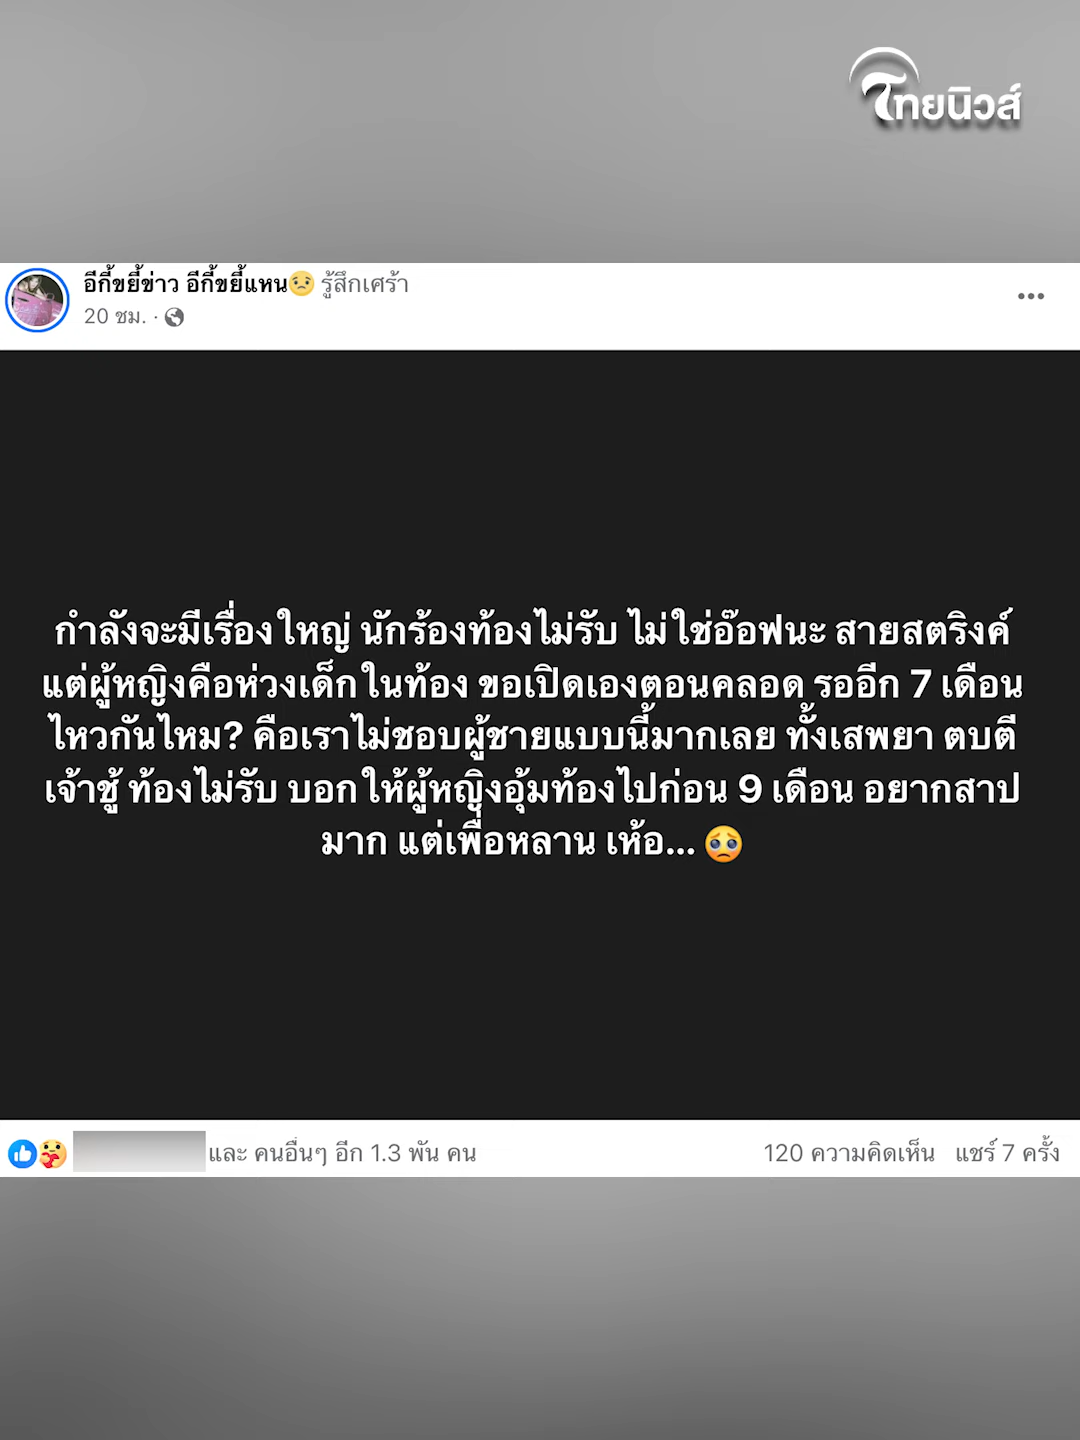 ไทยนิวส์
อีกี้ขยี้ข่าว อีกี้ขยี้แหน😟 รู้สึกเศร้า
20 ชม. ·
กำลังจะมีเรื่องใหญ่ นักร้องท้องไม่รับ ไม่ใช่อ๊อฟนะ สายสตริงค์
แต่ผู้หญิงคือห่วงเด็กในท้อง ขอเปิดเองตอนคลอด รออีก 7 เดือน
ไหวกันไหม? คือเราไม่ชอบผู้ชายแบบนี้มากเลย ทั้งเสพยา ตบตี
เจ้าชู้ ท้องไม่รับ บอกให้ผู้หญิงอุ้มท้องไปก่อน 9 เดือน อยากสาป
มาก แต่เพื่อหลาน เห้อ... 🥺
และ คนอื่นๆ อีก 1.3 พัน คน
120 ความคิดเห็น แชร์ 7 ครั้ง